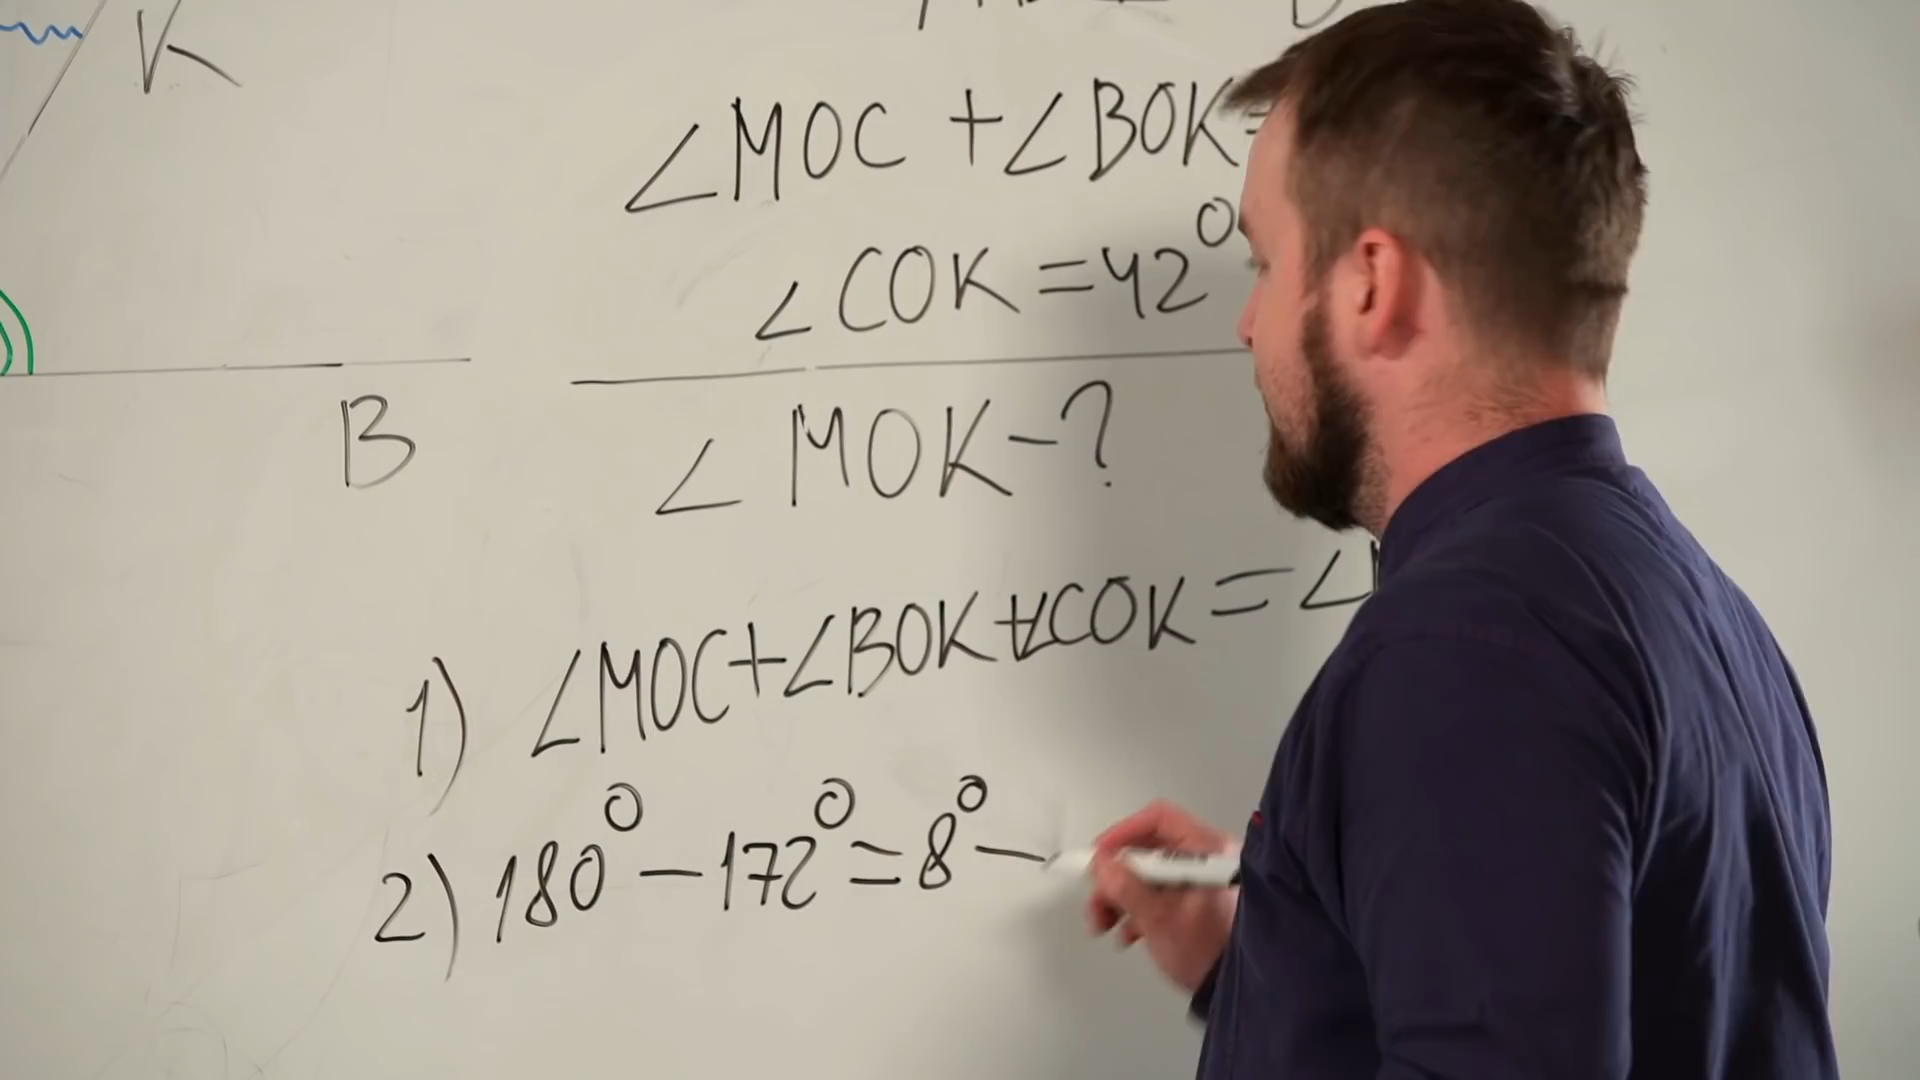 K
∠MOC + ∠BOK=
∠COK = 42°
B
∠MOK-?
1) ∠MOC+∠BOK+∠COK = ∠
2) 180° - 172° = 8° -